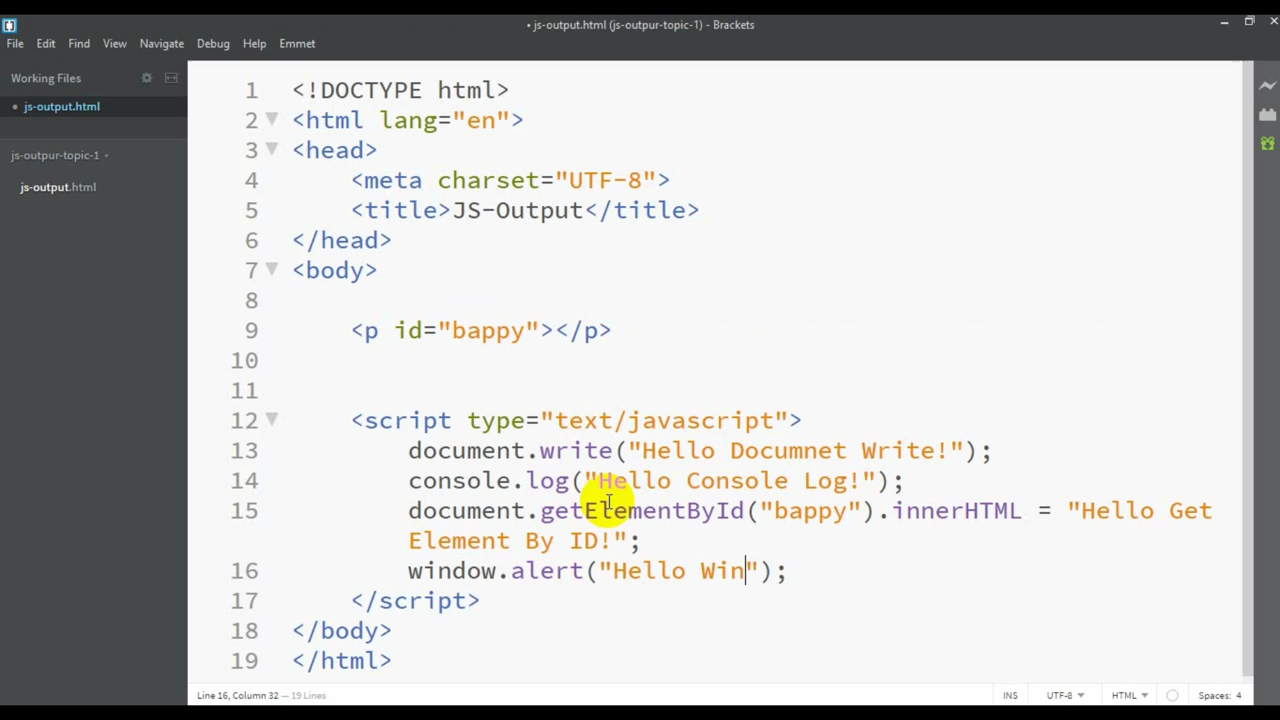 • js-output.html (js-outpur-topic-1) - Brackets
File Edit Find View Navigate Debug Help Emmet
Working Files
• js-output.html
js-outpur-topic-1
js-output.html
1 <!DOCTYPE html>
2 <html lang="en">
3 <head>
4 <meta charset="UTF-8">
5 <title>JS-Output</title>
6 </head>
7 <body>
8
9 <p id="bappy"></p>
10
11
12 <script type="text/javascript">
13 document.write("Hello Documnet Write!");
14 console.log("Hello Console Log!");
15 document.getElementById("bappy").innerHTML = "Hello Get
Element By ID!";
16 window.alert("Hello Win");
17 </script>
18 </body>
19 </html>
Line 16, Column 32 — 19 Lines INS UTF-8 HTML Spaces: 4